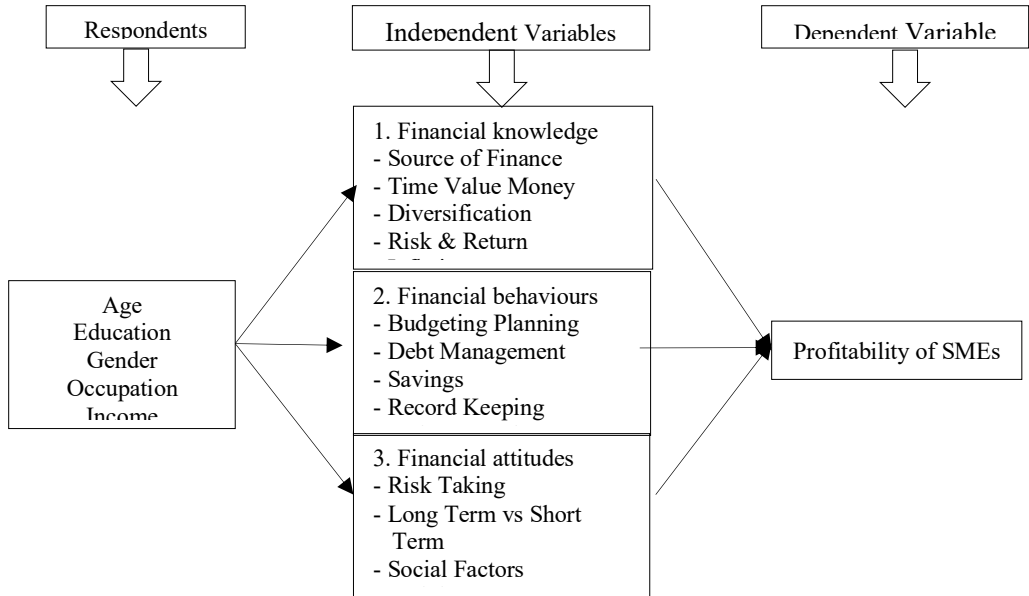 Respondents
Independent Variables
Dependent Variable
1. Financial knowledge
- Source of Finance
- Time Value Money
- Diversification
- Risk & Return
Age
Education
Gender
Occupation
Income
2. Financial behaviours
- Budgeting Planning
- Debt Management
- Savings
- Record Keeping
3. Financial attitudes
- Risk Taking
- Long Term vs Short
Term
- Social Factors
Profitability of SMEs